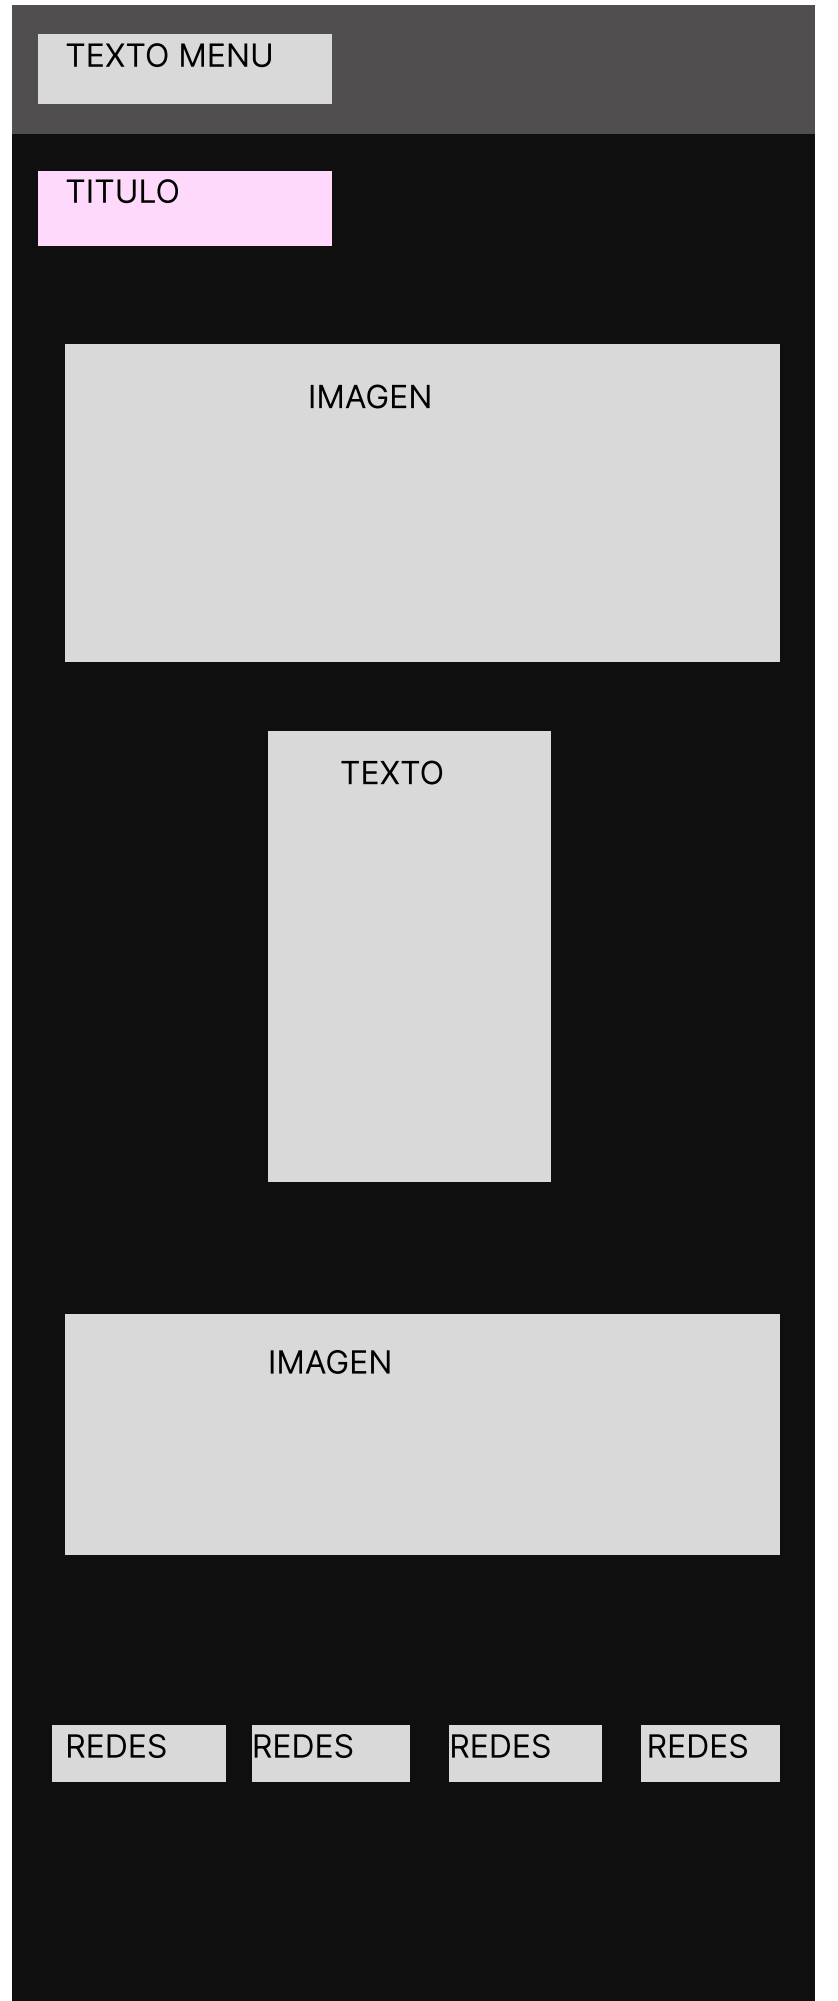 TEXTO MENU
TITULO
IMAGEN
TEXTO
IMAGEN
REDES
REDES
REDES
REDES